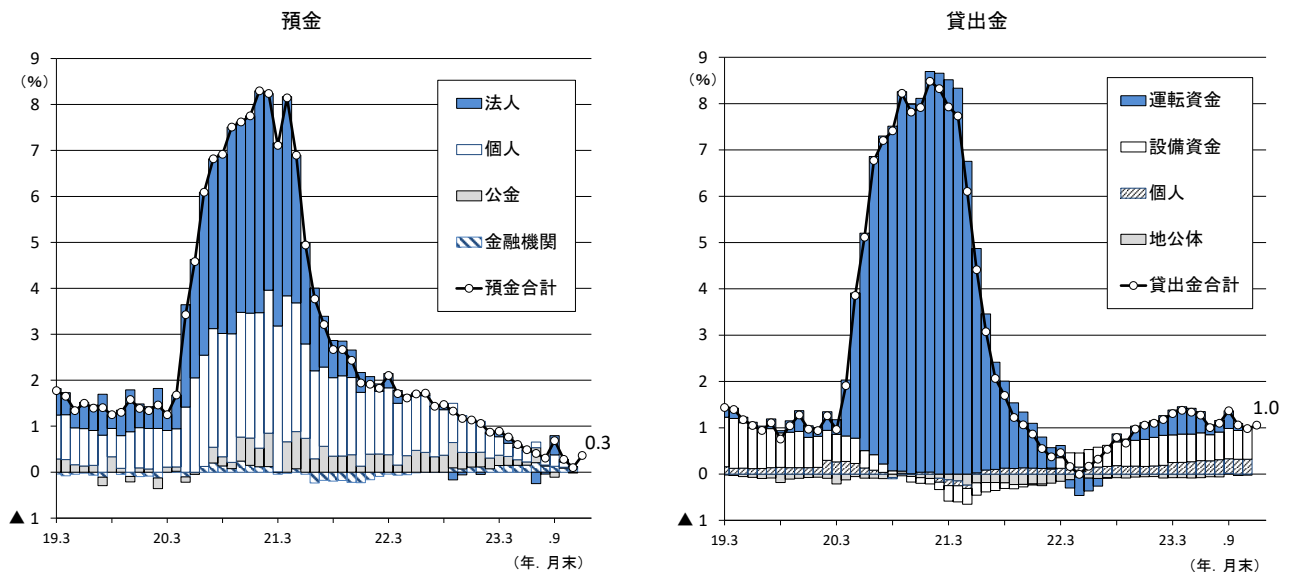 預金
9
(%)
8
7
6
5
4
3
2
1
0
▲ 1
法人
個人
公金
金融機関
預金合計
0.3
19.3 20.3 21.3 22.3 23.3 .9
(年. 月末)
貸出金
9
(%)
8
7
6
5
4
3
2
1
0
▲ 1
運転資金
設備資金
個人
地公体
貸出金合計
1.0
19.3 20.3 21.3 22.3 23.3 .9
(年. 月末)